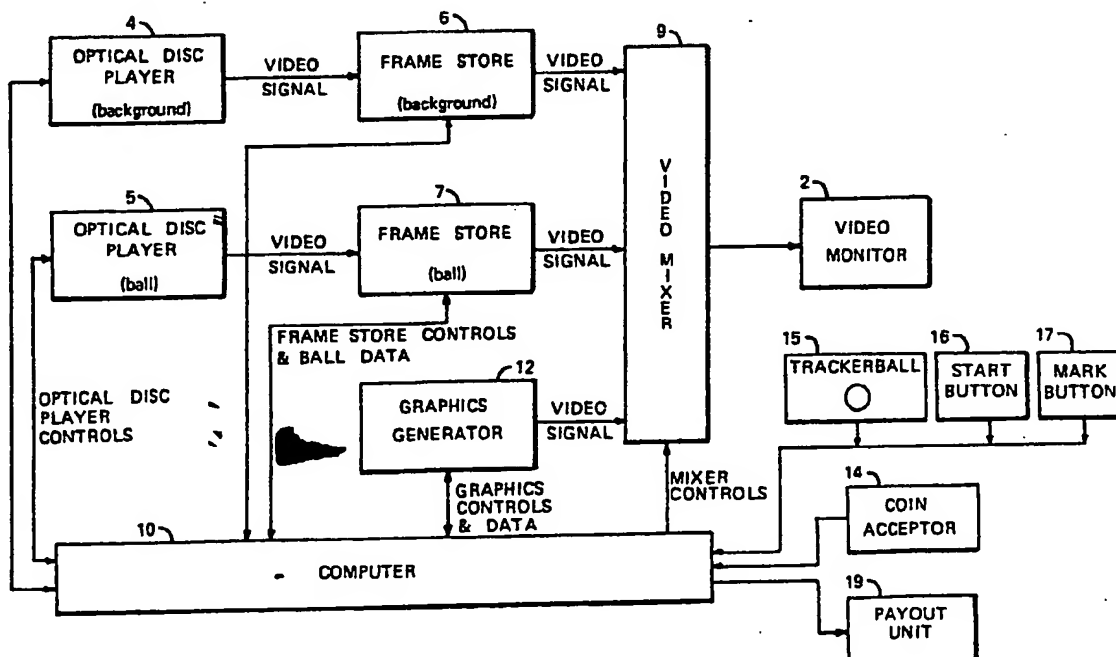 4
OPTICAL DISC
PLAYER
(background)
VIDEO
SIGNAL
6
FRAME STORE
(background)
VIDEO
SIGNAL
9
VIDEO MIXER
5
OPTICAL DISC
PLAYER
(ball)
VIDEO
SIGNAL
7
FRAME STORE
(ball)
VIDEO
SIGNAL
2
VIDEO
MONITOR
FRAME STORE CONTROLS
& BALL DATA
OPTICAL DISC
PLAYER
CONTROLS
12
GRAPHICS
GENERATOR
VIDEO
SIGNAL
15
TRACKERBALL
16
START
BUTTON
17
MARK
BUTTON
GRAPHICS
CONTROLS
& DATA
MIXER
CONTROLS
14
COIN
ACCEPTOR
10
COMPUTER
19
PAYOUT
UNIT